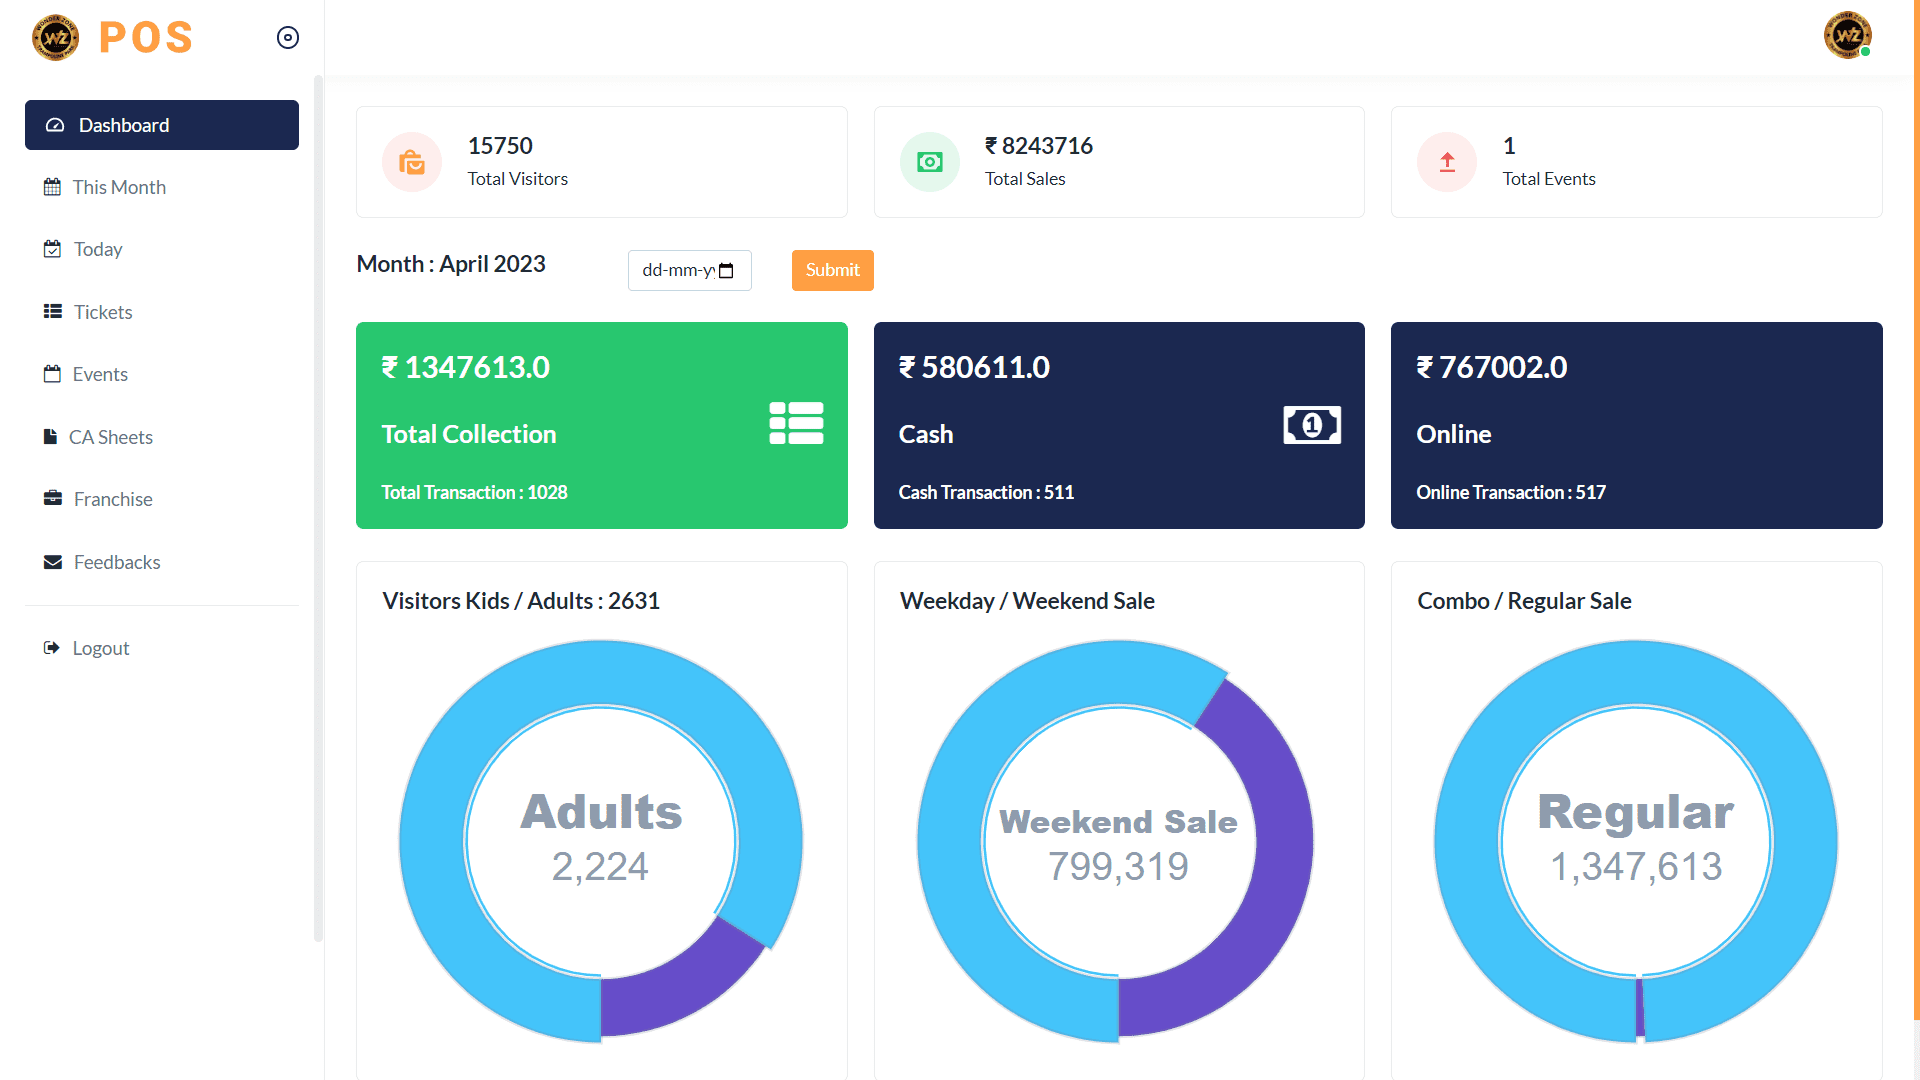 POS
Dashboard
This Month
Today
Tickets
Events
CA Sheets
Franchise
Feedbacks
Logout
15750
Total Visitors
₹ 8243716
Total Sales
1
Total Events
Month : April 2023
dd-mm-y
Submit
₹ 1347613.0
Total Collection
Total Transaction : 1028
₹ 580611.0
Cash
Cash Transaction : 511
₹ 767002.0
Online
Online Transaction : 517
Visitors Kids / Adults : 2631
Adults
2,224
Weekday / Weekend Sale
Weekend Sale
799,319
Combo / Regular Sale
Regular
1,347,613